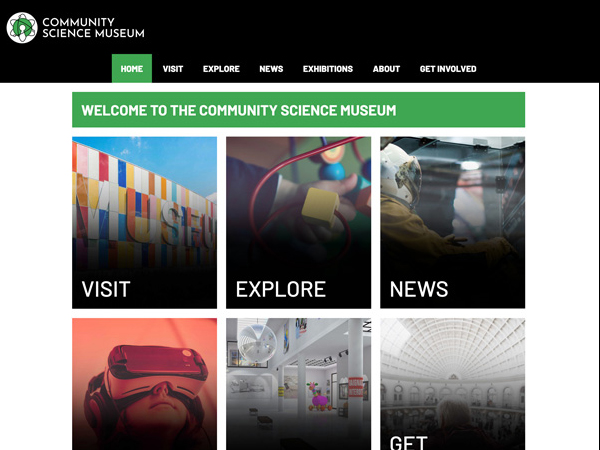 COMMUNITY
SCIENCE MUSEUM
HOME VISIT EXPLORE NEWS EXHIBITIONS ABOUT GET INVOLVED
WELCOME TO THE COMMUNITY SCIENCE MUSEUM
MUSEU
VISIT EXPLORE NEWS
GET